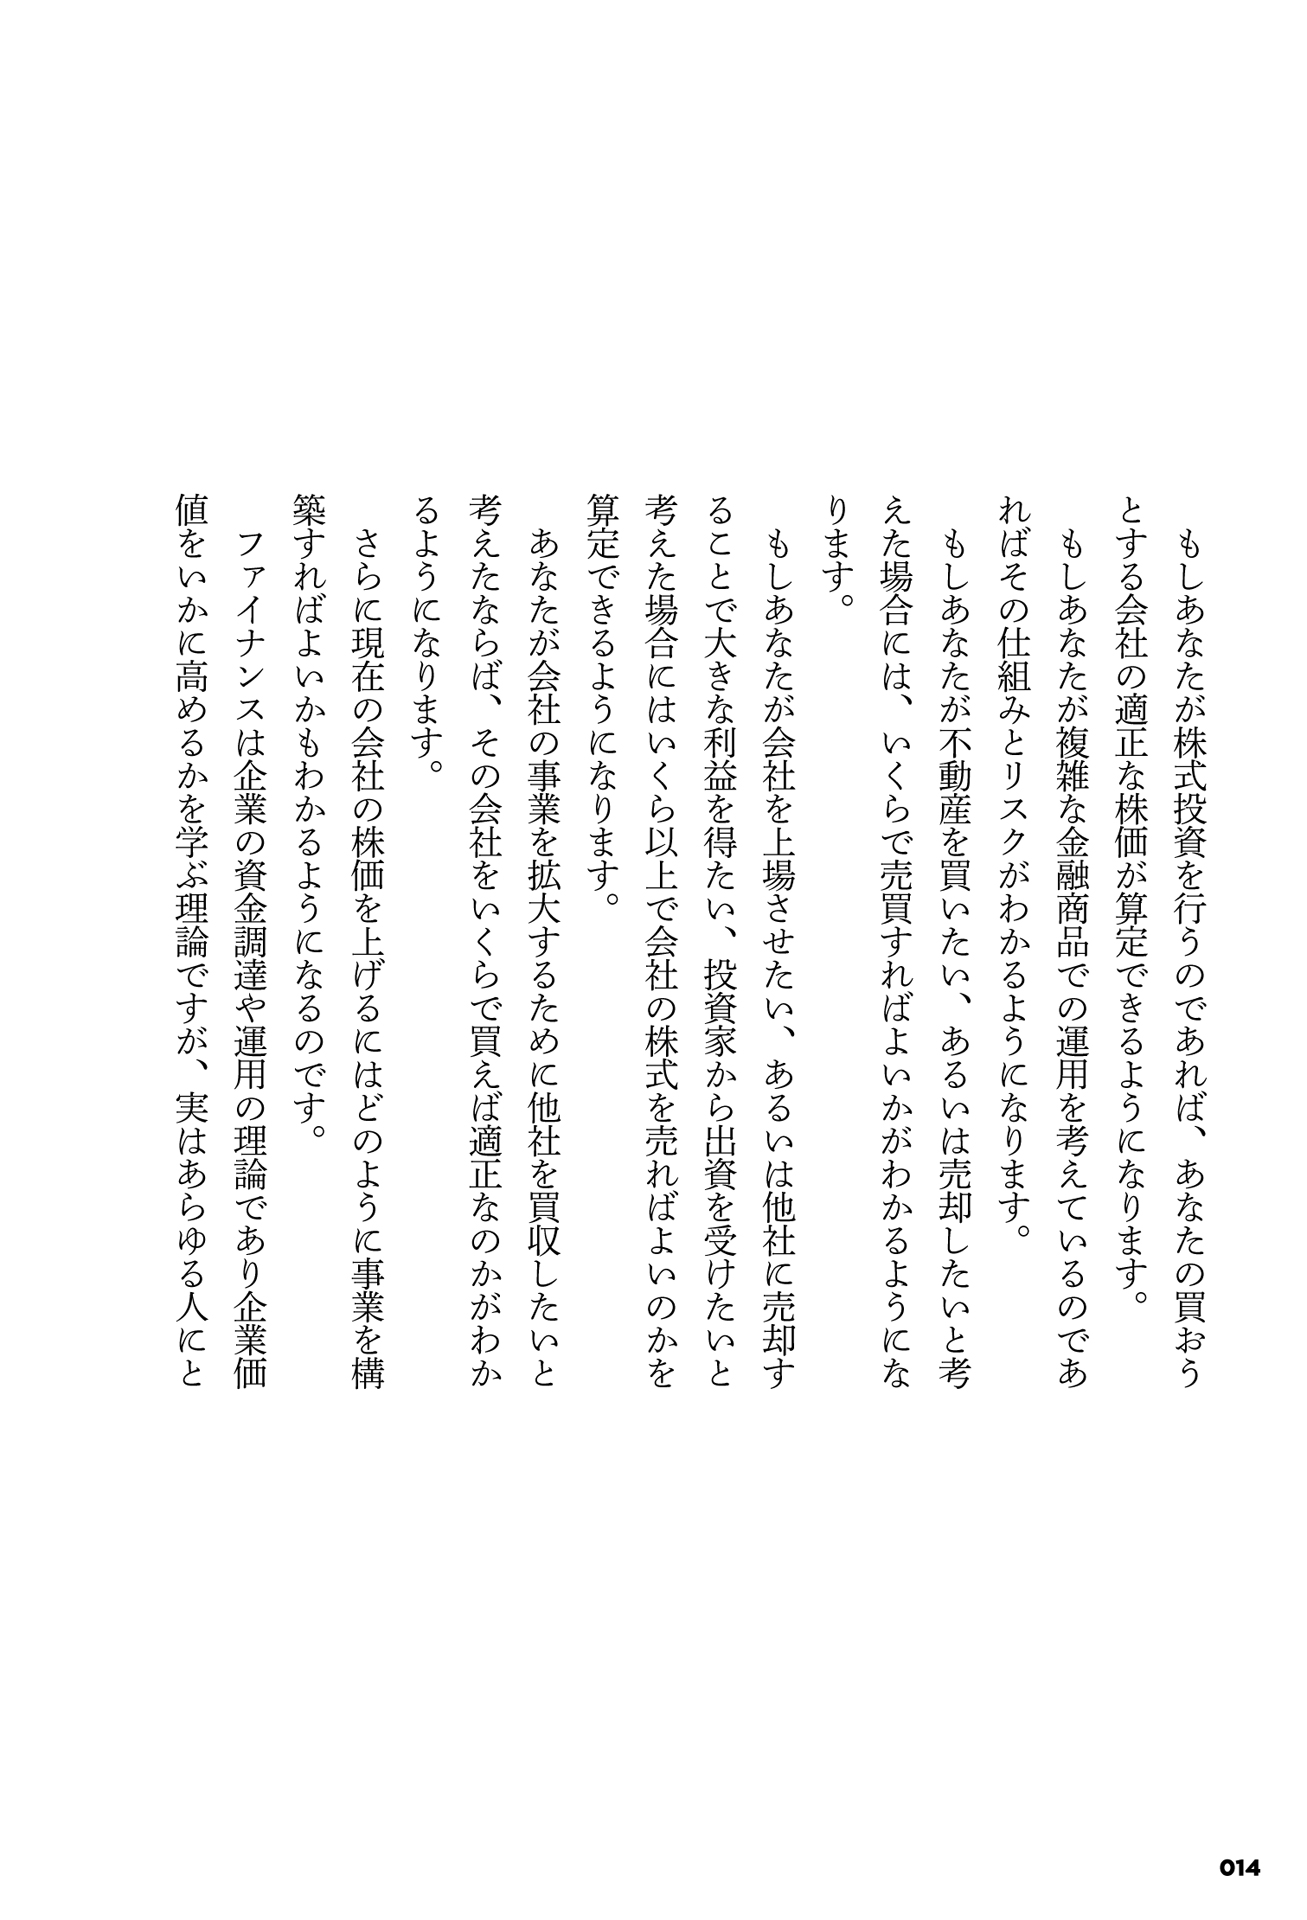 もしあなたが株式投資を行うのであれば、あなたの買おう
とする会社の適正な株価が算定できるようになります。
　もしあなたが複雑な金融商品での運用を考えているのであ
ればその仕組みとリスクがわかるようになります。
　もしあなたが不動産を買いたい、あるいは売却したいと考
えた場合には、いくらで売買すればよいかがわかるようにな
ります。
　もしあなたが会社を上場させたい、あるいは他社に売却す
ることで大きな利益を得たい、投資家から出資を受けたいと
考えた場合にはいくら以上で会社の株式を売ればよいのかを
算定できるようになります。
　あなたが会社の事業を拡大するために他社を買収したいと
考えたならば、その会社をいくらで買えば適正なのかがわか
るようになります。
　さらに現在の会社の株価を上げるにはどのように事業を構
築すればよいかもわかるようになるのです。
　ファイナンスは企業の資金調達や運用の理論であり企業価
値をいかに高めるかを学ぶ理論ですが、実はあらゆる人にと
014